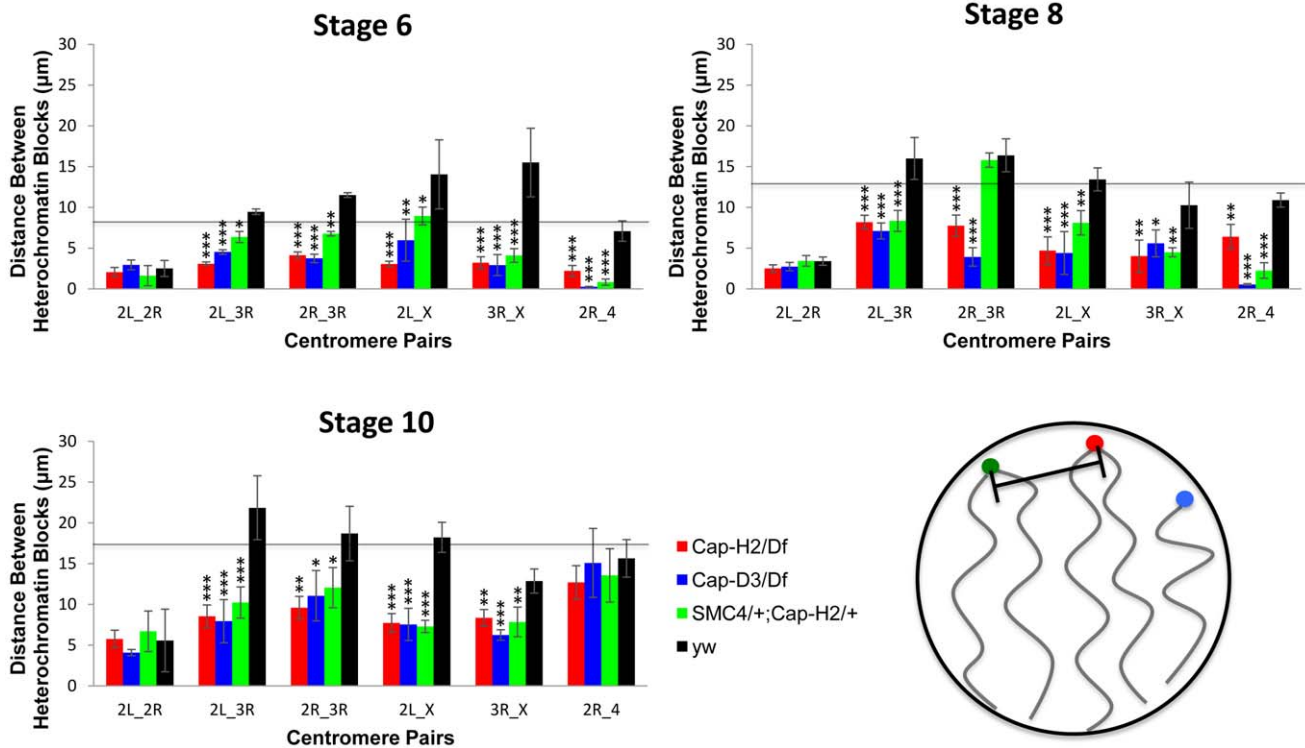 Stage 6
Distance Between
Heterochromatin Blocks (µm)
30
25
20
15
10
5
0
***
***
*
***
***
**
***
**
*
***
***
***
***
***
***
2L_2R
2L_3R
2R_3R
2L_X
3R_X
2R_4
Centromere Pairs
Stage 8
Distance Between
Heterochromatin Blocks (µm)
30
25
20
15
10
5
0
***
***
***
***
***
***
***
**
**
*
**
**
***
***
2L_2R
2L_3R
2R_3R
2L_X
3R_X
2R_4
Centromere Pairs
Stage 10
Distance Between
Heterochromatin Blocks (µm)
30
25
20
15
10
5
0
***
***
***
**
*
*
***
***
***
**
***
**
2L_2R
2L_3R
2R_3R
2L_X
3R_X
2R_4
Centromere Pairs
Cap-H2/Df
Cap-D3/Df
SMC4/+;Cap-H2/+
yw